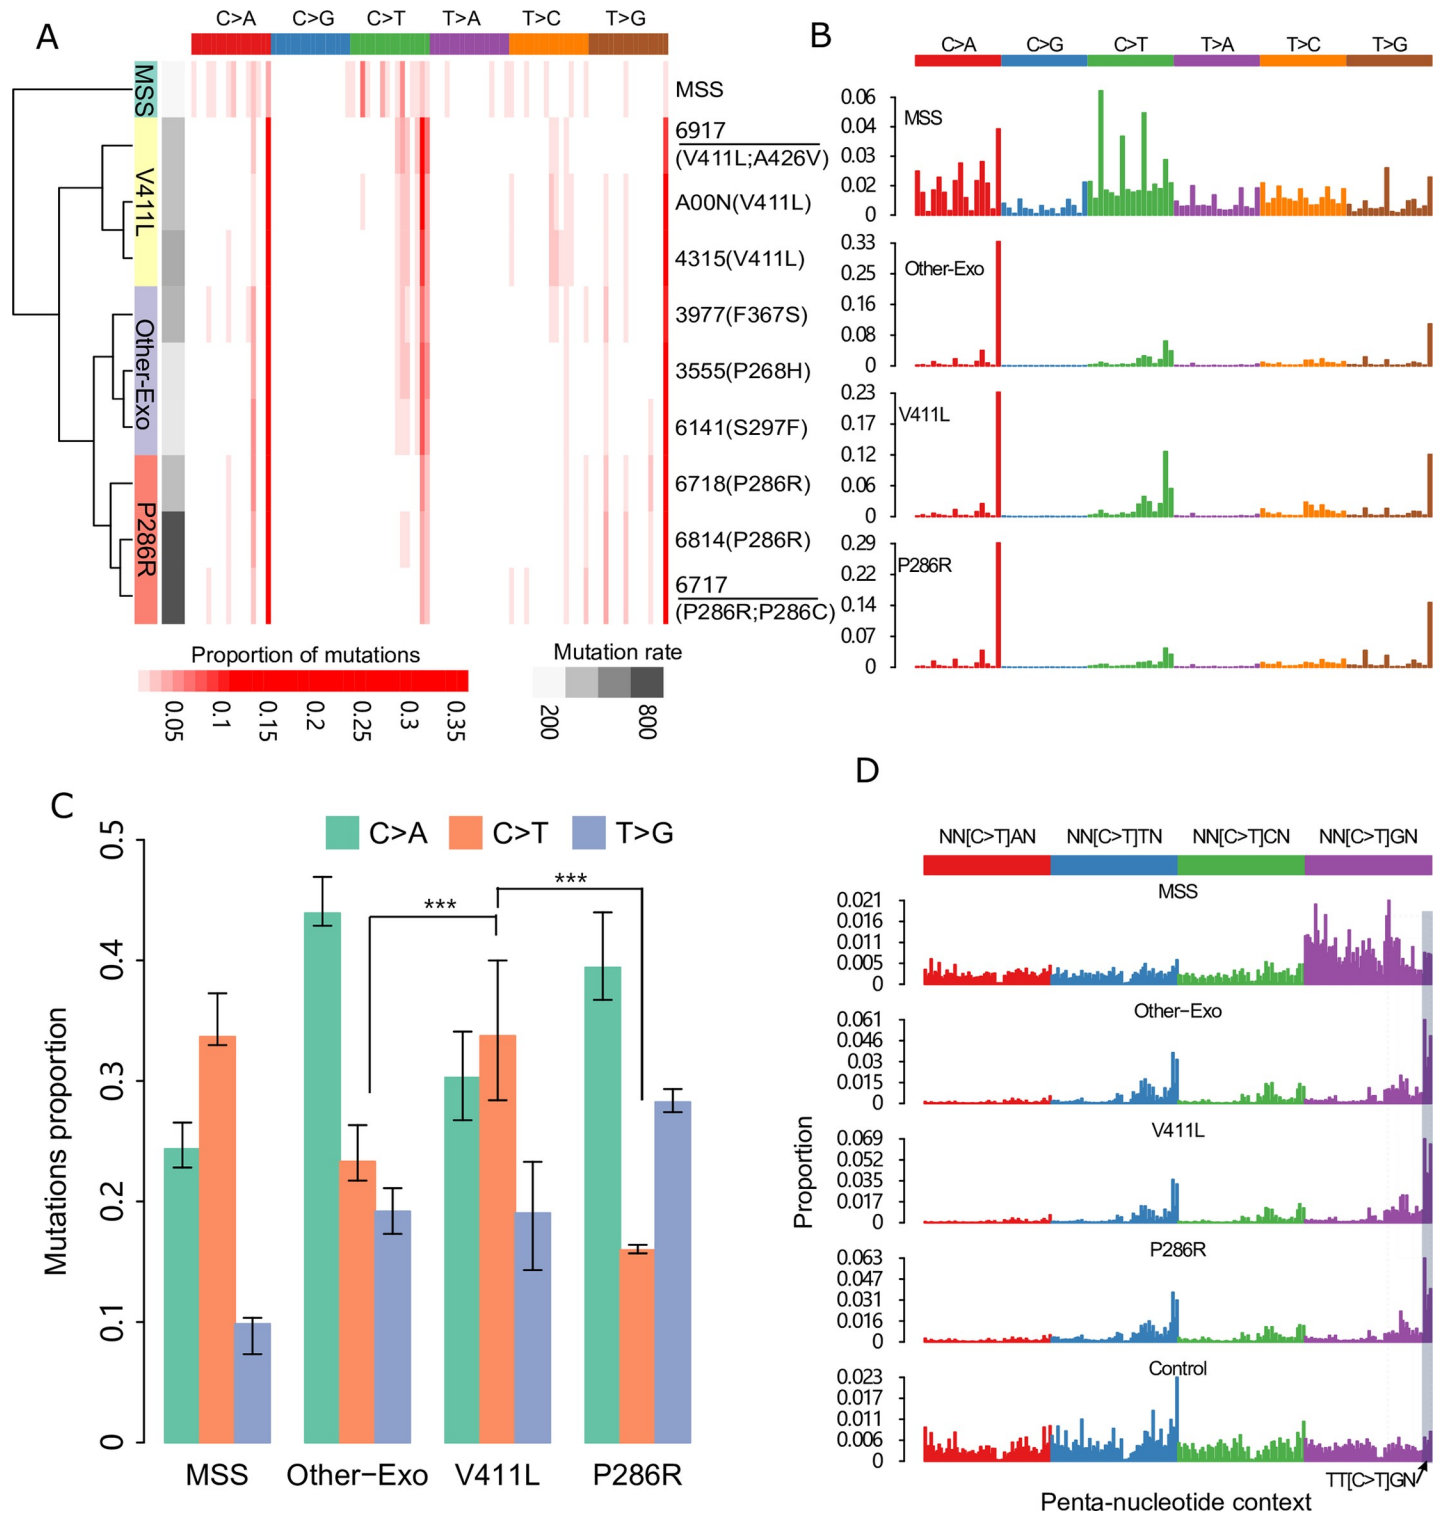 A
C>A C>G C>T T>A T>C T>G
MSS
V411L
Other-Exo
P286R
MSS
6917
(V411L;A426V)
A00N(V411L)
4315(V411L)
3977(F367S)
3555(P268H)
6141(S297F)
6718(P286R)
6814(P286R)
6717
(P286R;P286C)
Proportion of mutations
0.05 0.1 0.15 0.2 0.25 0.3 0.35
Mutation rate
200 800
B
C>A C>G C>T T>A T>C T>G
MSS
0.06
0.04
0.03
0.02
0
Other-Exo
0.33
0.25
0.16
0.08
0
V411L
0.23
0.17
0.12
0.06
0
P286R
0.29
0.22
0.14
0.07
0
C
C>A C>T T>G
Mutations proportion
0.5
0.4
0.3
0.2
0.1
0
*** ***
MSS Other−Exo V411L P286R
D
NN[C>T]AN NN[C>T]TN NN[C>T]CN NN[C>T]GN
Proportion
MSS
0.021
0.016
0.011
0.005
0
Other−Exo
0.061
0.046
0.03
0.015
0
V411L
0.069
0.052
0.035
0.017
0
P286R
0.063
0.047
0.031
0.016
0
Control
0.023
0.017
0.011
0.006
0
TT[C>T]GN
Penta-nucleotide context